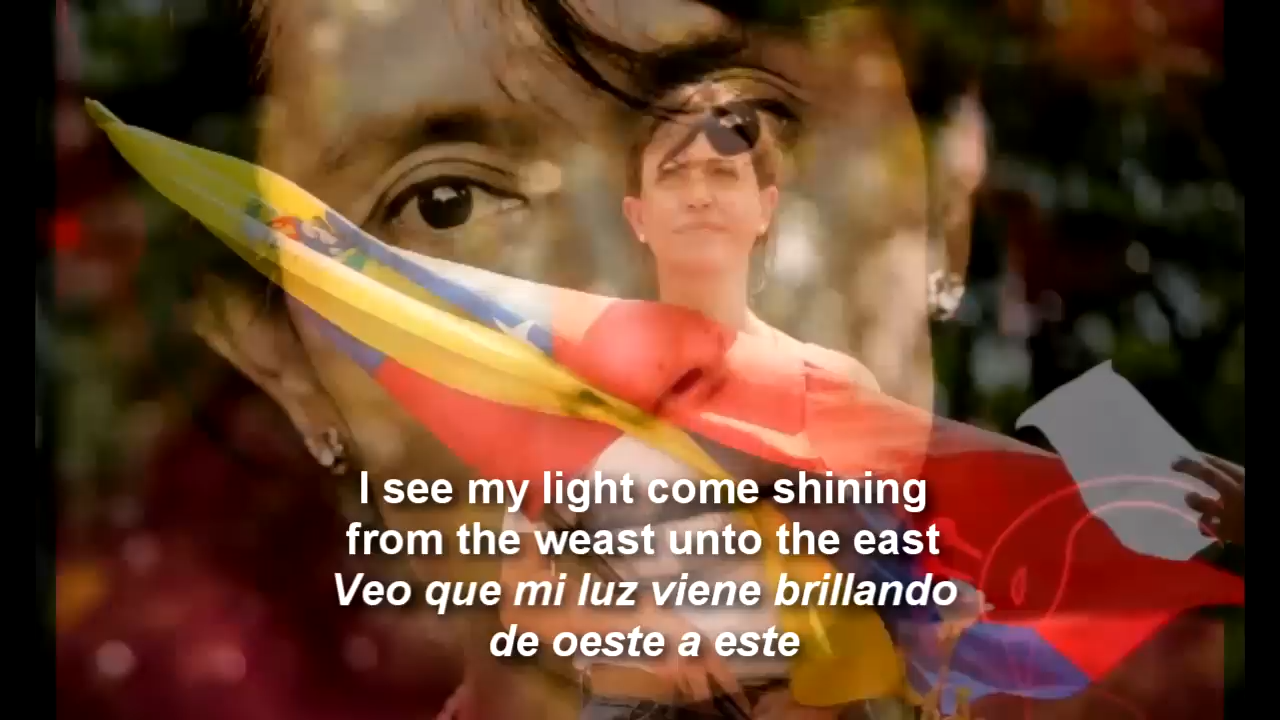 I see my light come shining
from the weast unto the east
Veo que mi luz viene brillando
de oeste a este